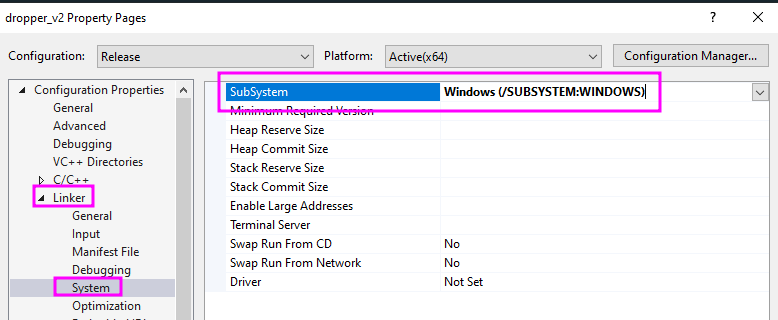 dropper_v2 Property Pages ? ×
Configuration: Release Platform: Active(x64) Configuration Manager...
Configuration Properties
General
Advanced
Debugging
VC++ Directories
C/C++
Linker
General
Input
Manifest File
Debugging
System
Optimization
SubSystem Windows (/SUBSYSTEM:WINDOWS)
Minimum Required Version
Heap Reserve Size
Heap Commit Size
Stack Reserve Size
Stack Commit Size
Enable Large Addresses
Terminal Server
Swap Run From CD No
Swap Run From Network No
Driver Not Set